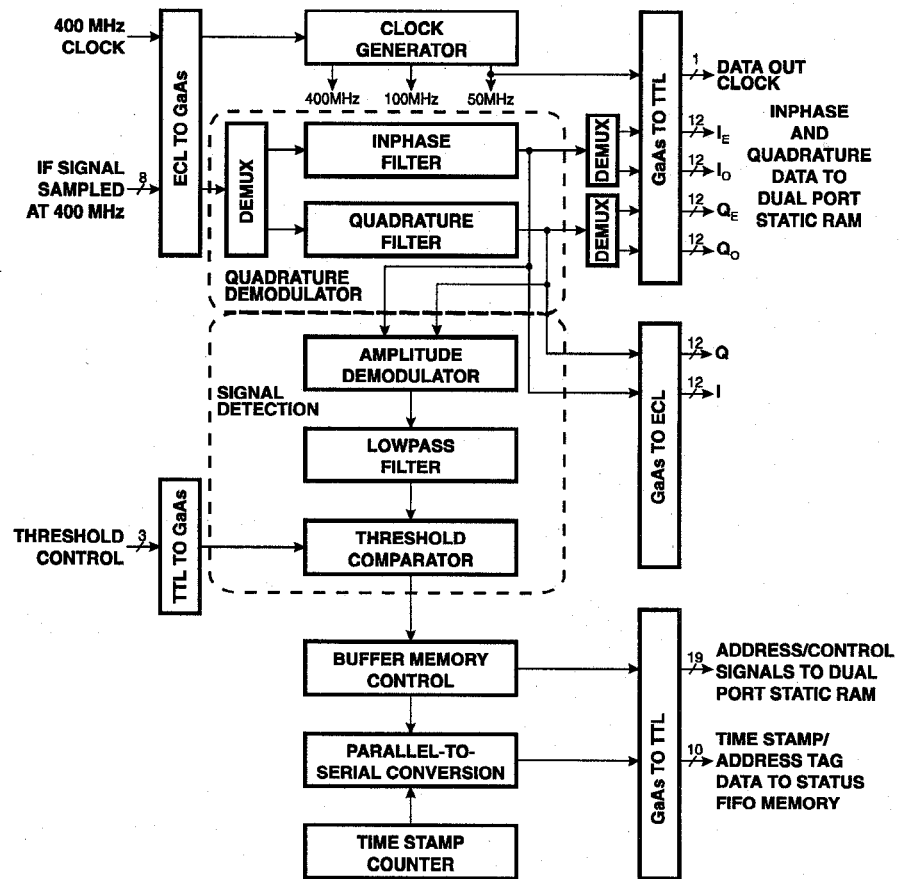 400 MHz
CLOCK
ECL TO GaAs
CLOCK
GENERATOR
400MHz
100MHz
50MHz
GaAs TO TTL
1
DATA OUT
CLOCK
IF SIGNAL
SAMPLED
AT 400 MHz
8
DEMUX
INPHASE
FILTER
QUADRATURE
FILTER
QUADRATURE
DEMODULATOR
DEMUX
DEMUX
12
I_E
12
I_O
12
Q_E
12
Q_O
INPHASE
AND
QUADRATURE
DATA TO
DUAL PORT
STATIC RAM
SIGNAL
DETECTION
AMPLITUDE
DEMODULATOR
LOWPASS
FILTER
THRESHOLD
COMPARATOR
GaAs TO ECL
12
Q
12
I
THRESHOLD
CONTROL
3
TTL TO GaAs
BUFFER MEMORY
CONTROL
PARALLEL-TO-
SERIAL CONVERSION
TIME STAMP
COUNTER
GaAs TO TTL
19
ADDRESS/CONTROL
SIGNALS TO DUAL
PORT STATIC RAM
10
TIME STAMP/
ADDRESS TAG
DATA TO STATUS
FIFO MEMORY